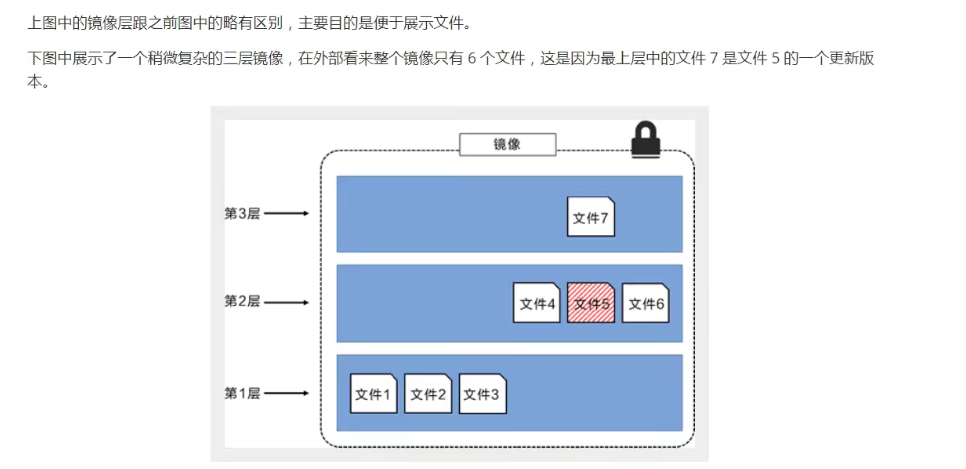 上图中的镜像层跟之前图中的略有区别，主要目的是便于展示文件。
下图中展示了一个稍微复杂的三层镜像，在外部看来整个镜像只有 6 个文件，这是因为最上层中的文件 7 是文件 5 的一个更新版
本。
镜像
第3层
文件7
第2层
文件4 文件5 文件6
第1层
文件1 文件2 文件3